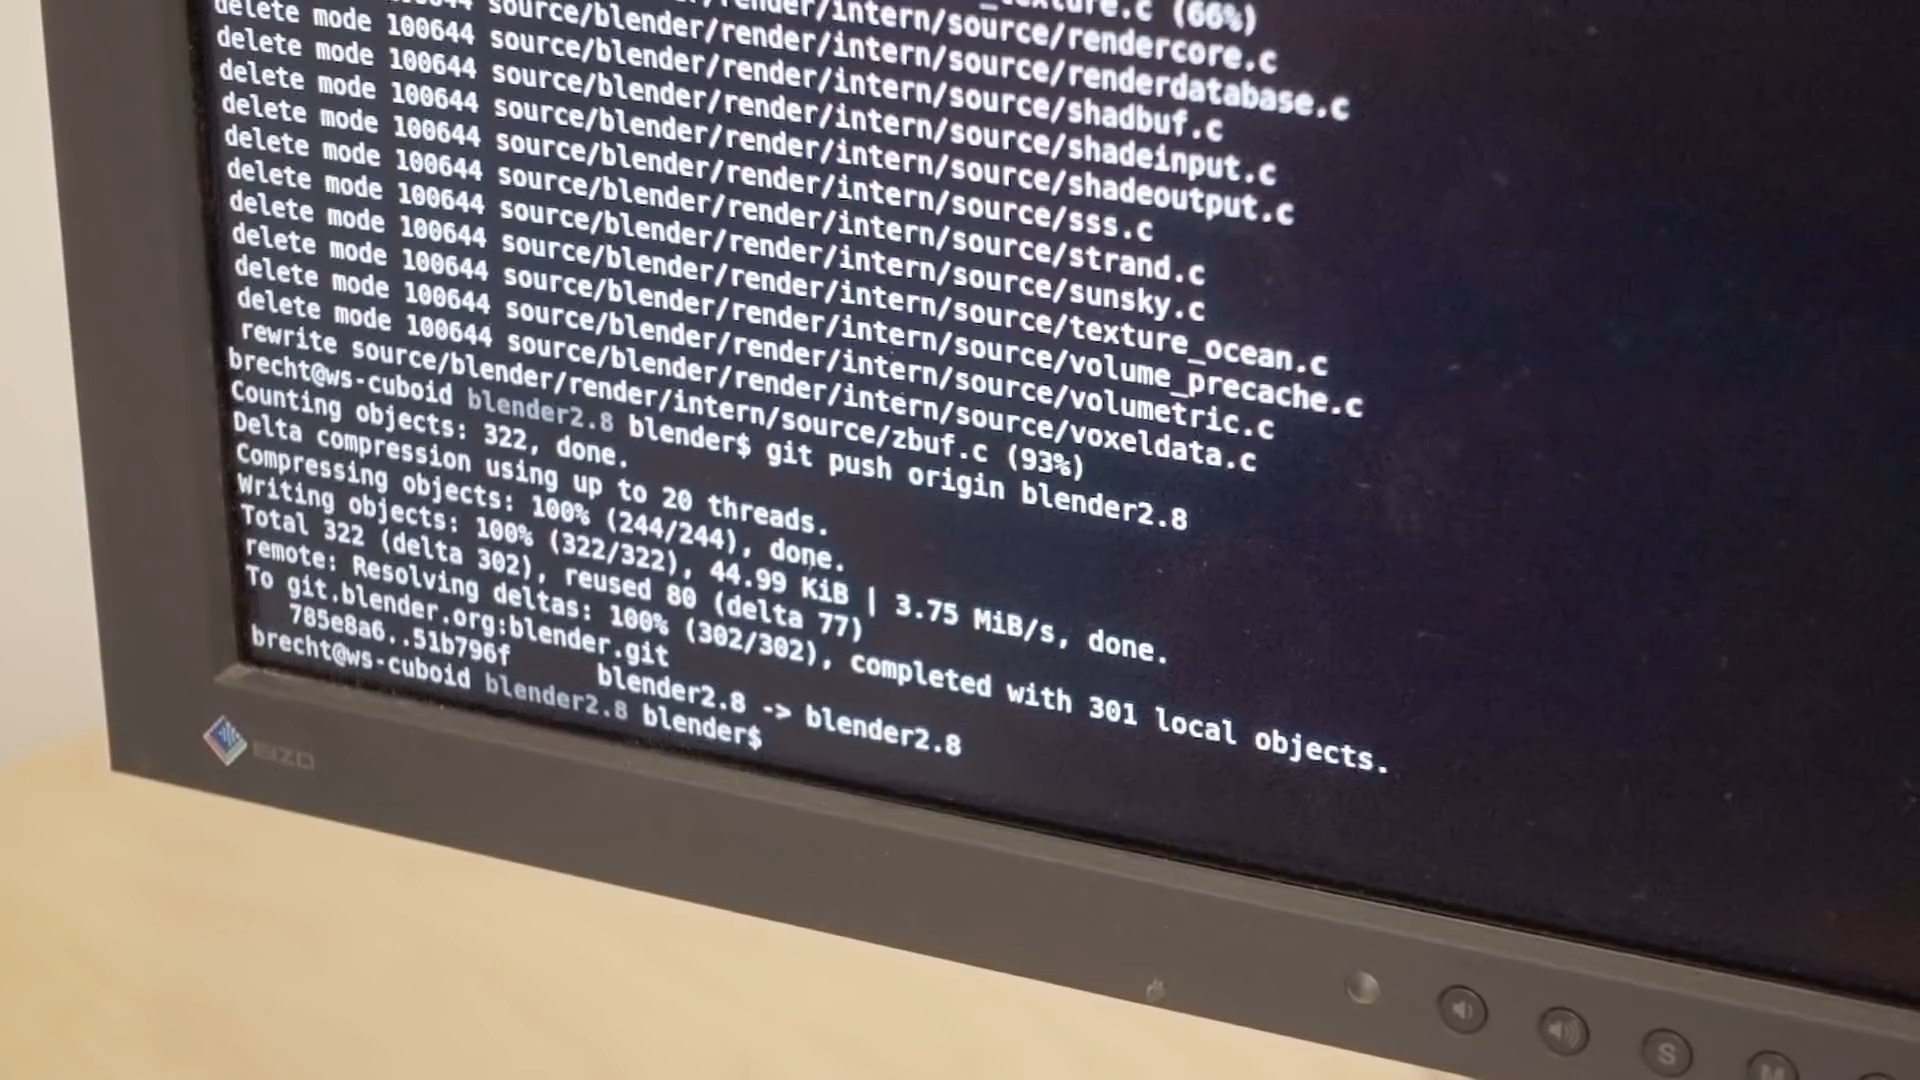 texture.c (66%)
delete mode 100644 source/blender/render/intern/source/rendercore.c
delete mode 100644 source/blender/render/intern/source/renderdatabase.c
delete mode 100644 source/blender/render/intern/source/shadbuf.c
delete mode 100644 source/blender/render/intern/source/shadeinput.c
delete mode 100644 source/blender/render/intern/source/shadeoutput.c
delete mode 100644 source/blender/render/intern/source/sss.c
delete mode 100644 source/blender/render/intern/source/strand.c
delete mode 100644 source/blender/render/intern/source/sunsky.c
delete mode 100644 source/blender/render/intern/source/texture_ocean.c
delete mode 100644 source/blender/render/intern/source/volume_precache.c
delete mode 100644 source/blender/render/intern/source/volumetric.c
delete mode 100644 source/blender/render/intern/source/voxeldata.c
rewrite source/blender/render/intern/source/zbuf.c (93%)
brecht@ws-cuboid blender2.8 blender$ git push origin blender2.8
Counting objects: 322, done.
Delta compression using up to 20 threads.
Compressing objects: 100% (244/244), done.
Writing objects: 100% (322/322), 44.99 KiB | 3.75 MiB/s, done.
Total 322 (delta 302), reused 80 (delta 77)
remote: Resolving deltas: 100% (302/302), completed with 301 local objects.
To git.blender.org:blender.git
785e8a6..51b796f blender2.8 -> blender2.8
brecht@ws-cuboid blender2.8 blender$
EIZO
S